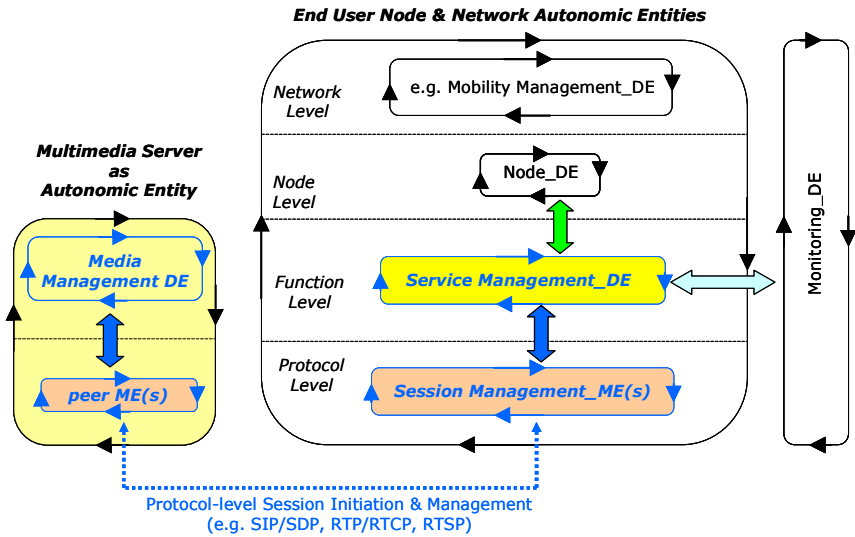 End User Node & Network Autonomic Entities
Network
Level
e.g. Mobility Management_DE
Multimedia Server
as
Autonomic Entity
Node
Level
Node_DE
Media
Management DE
Function
Level
Service Management_DE
Monitoring_DE
Protocol
Level
peer ME(s)
Session Management_ME(s)
Protocol-level Session Initiation & Management
(e.g. SIP/SDP, RTP/RTCP, RTSP)